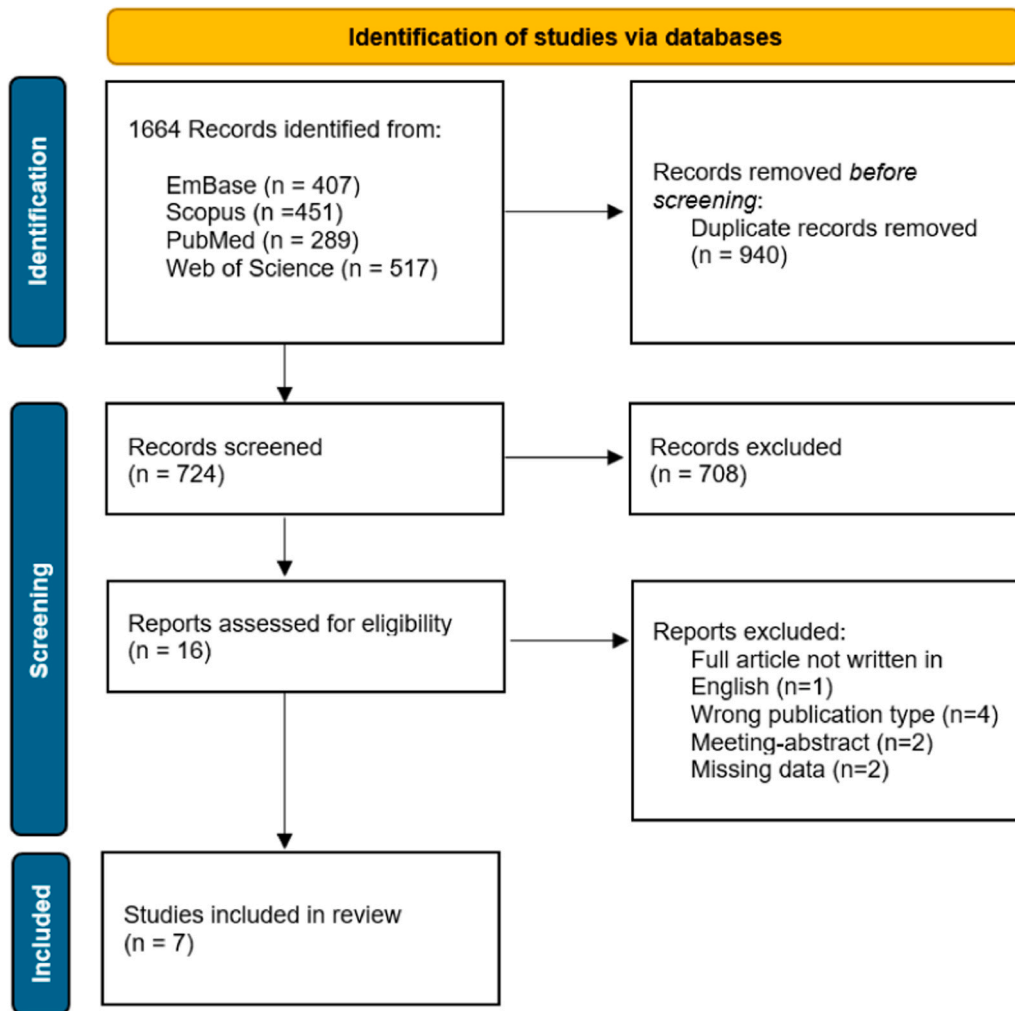 Identification of studies via databases
Identification
1664 Records identified from:
EmBase (n = 407)
Scopus (n =451)
PubMed (n = 289)
Web of Science (n = 517)
Records removed before
screening:
Duplicate records removed
(n = 940)
Screening
Records screened
(n = 724)
Records excluded
(n = 708)
Reports assessed for eligibility
(n = 16)
Reports excluded:
Full article not written in
English (n=1)
Wrong publication type (n=4)
Meeting-abstract (n=2)
Missing data (n=2)
Included
Studies included in review
(n = 7)